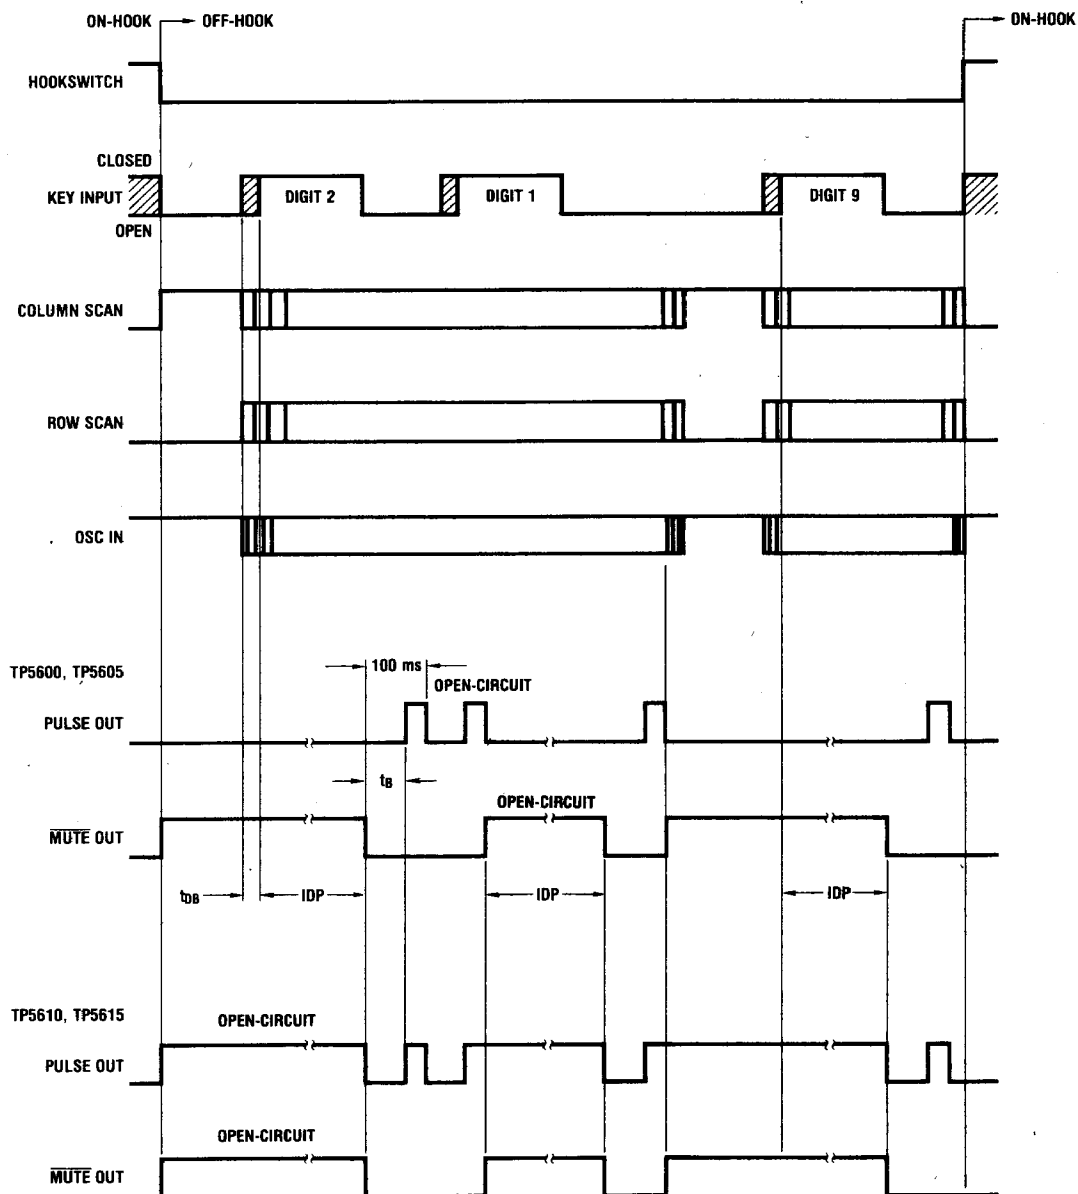 ON-HOOK OFF-HOOK ON-HOOK
HOOKSWITCH
CLOSED
KEY INPUT DIGIT 2 DIGIT 1 DIGIT 9
OPEN
COLUMN SCAN
ROW SCAN
OSC IN
TP5600, TP5605 100 ms
OPEN-CIRCUIT
PULSE OUT
tB
OPEN-CIRCUIT
MUTE OUT
tDB IDP IDP IDP
TP5610, TP5615
OPEN-CIRCUIT
PULSE OUT
OPEN-CIRCUIT
MUTE OUT